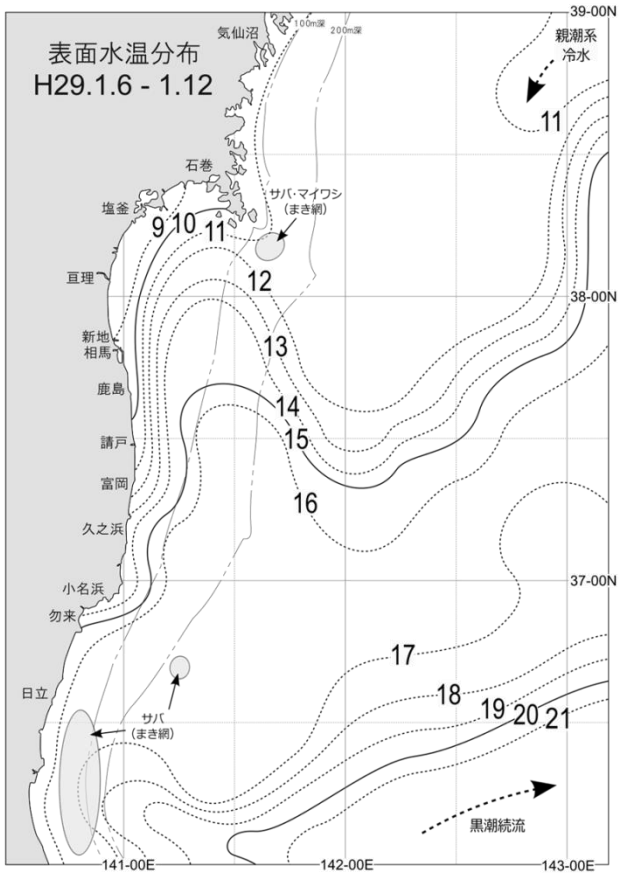 39-00N
気仙沼
100m深
200m深
親潮系
冷水
表面水温分布
H29.1.6 - 1.12
11
石巻
サバ・マイワシ
（まき網）
塩釜
9
10
11
12
亘理
38-00N
新地
相馬
13
鹿島
14
15
請戸
16
富岡
久之浜
37-00N
小名浜
勿来
17
18
日立
19
20
21
サバ
（まき網）
黒潮続流
141-00E
142-00E
143-00E